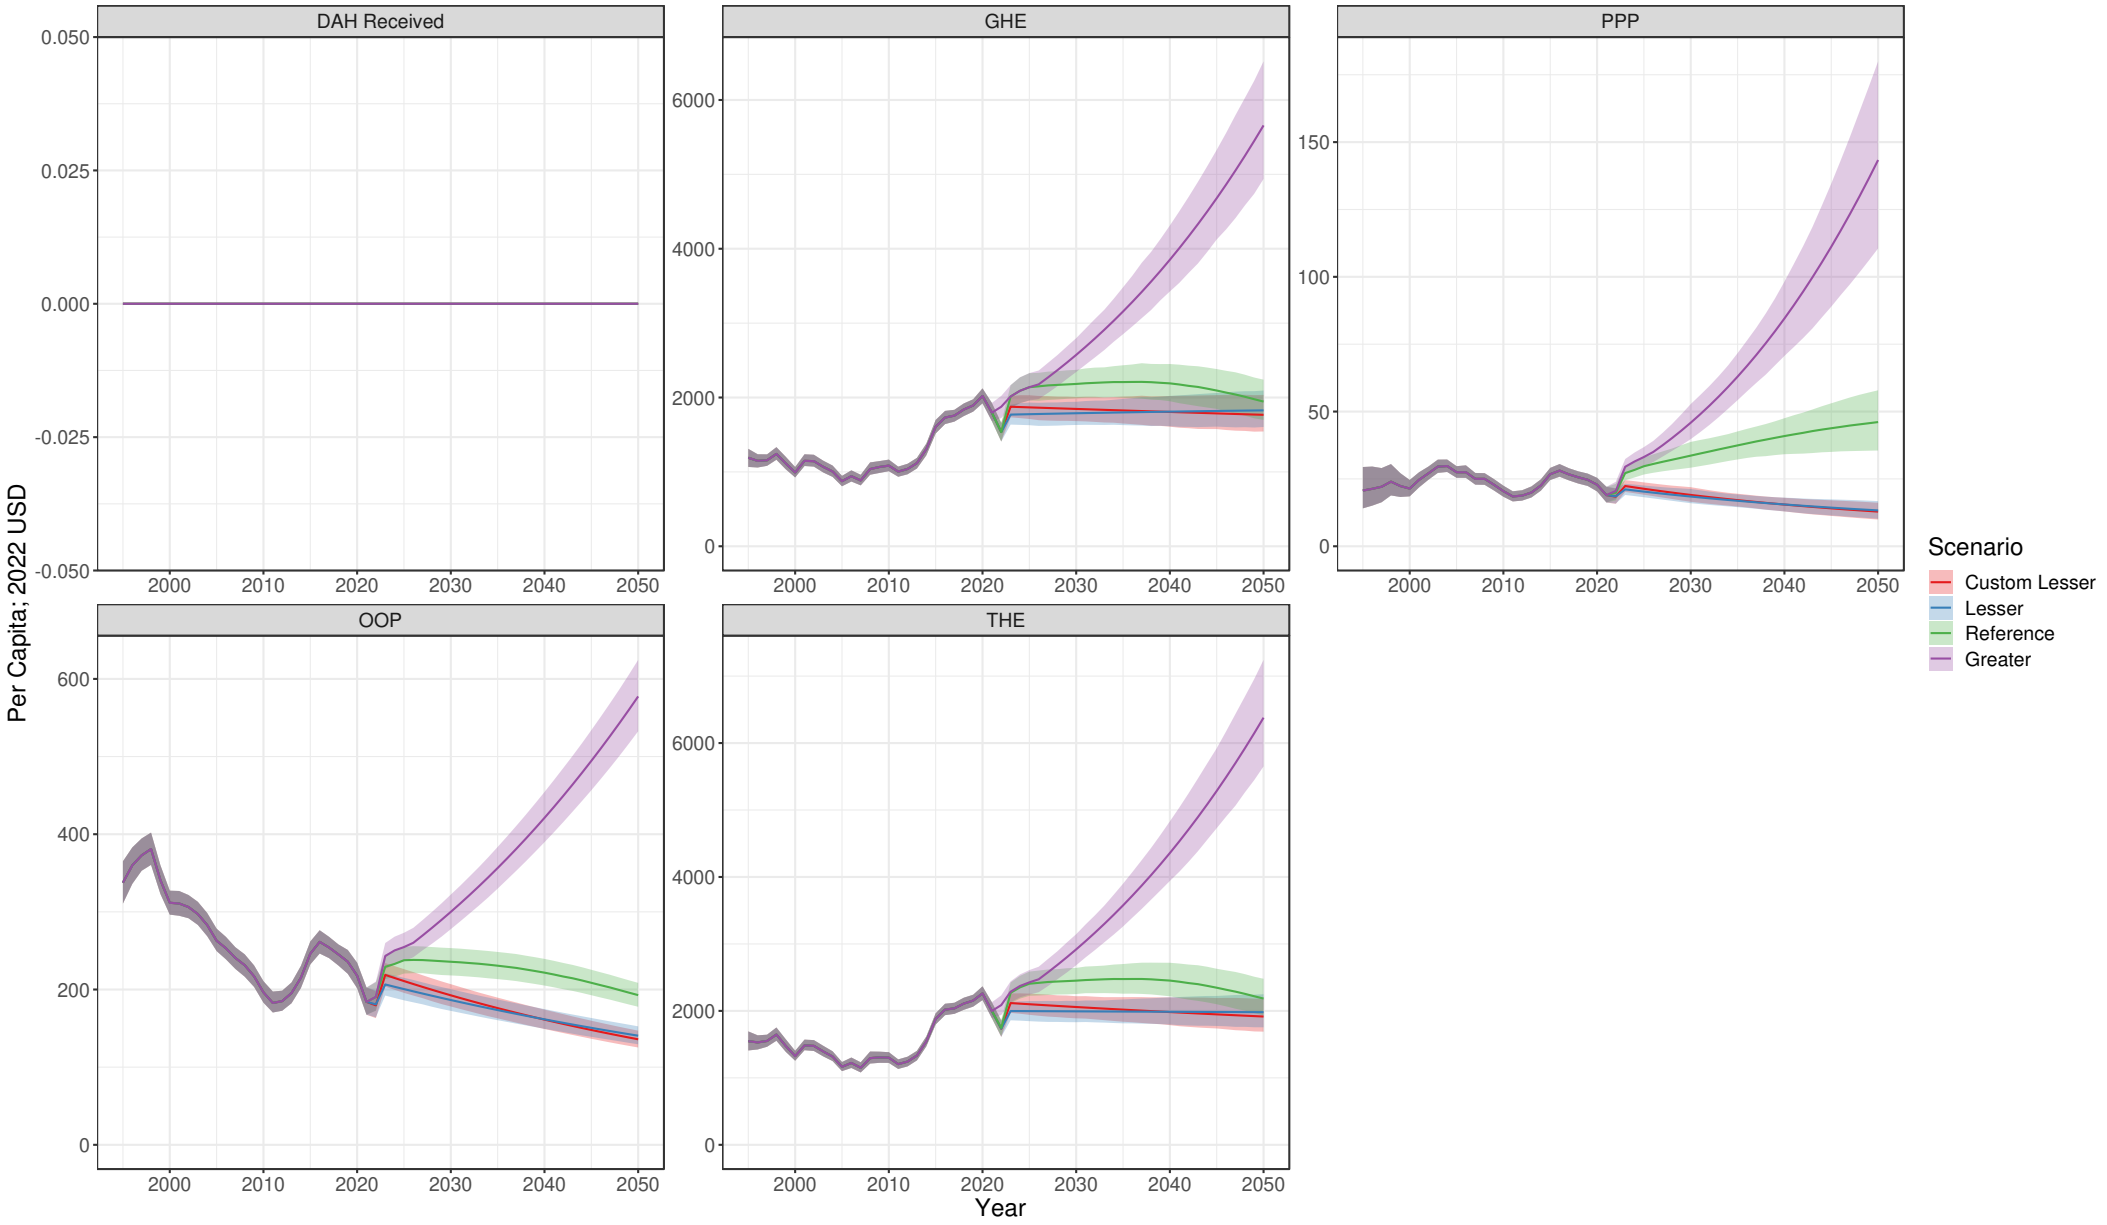 DAH Received
GHE
PPP
0.050
0.025
0.000
-0.025
-0.050
6000
4000
2000
0
150
100
50
0
2000 2010 2020 2030 2040 2050
2000 2010 2020 2030 2040 2050
2000 2010 2020 2030 2040 2050
Per Capita; 2022 USD
OOP
THE
600
400
200
0
6000
4000
2000
0
2000 2010 2020 2030 2040 2050
2000 2010 2020 2030 2040 2050
Year
Scenario
Custom Lesser
Lesser
Reference
Greater